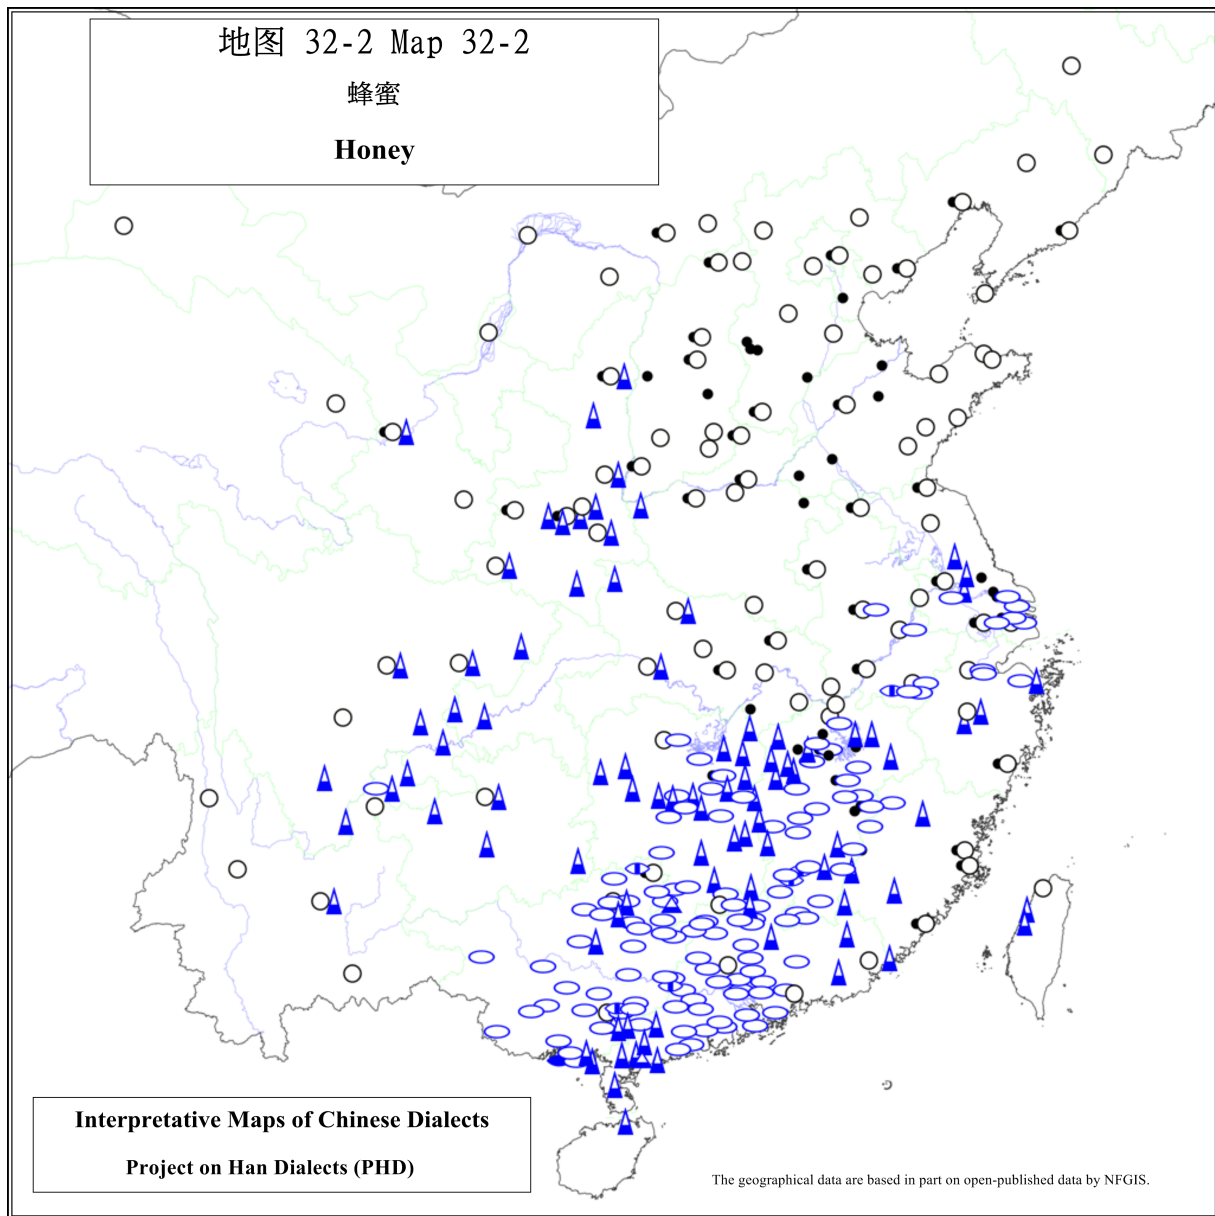 地图 32-2 Map 32-2
蜂蜜
Honey
Interpretative Maps of Chinese Dialects
Project on Han Dialects (PHD)
The geographical data are based in part on open-published data by NFGIS.